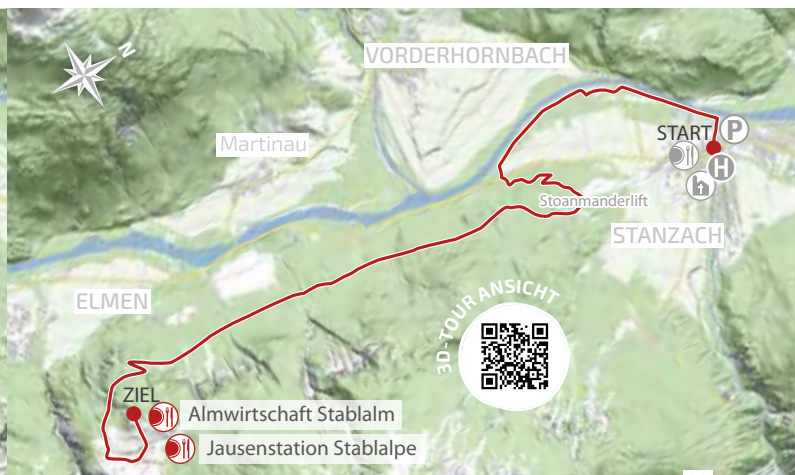 N
VORDERHORNBACH
START
P
Martinau
H
Stoanmanderlift
STANZACH
3D-TOUR ANSICHT
ELMEN
ZIEL
Almwirtschaft Stablalm
Jausenstation Stablalpe